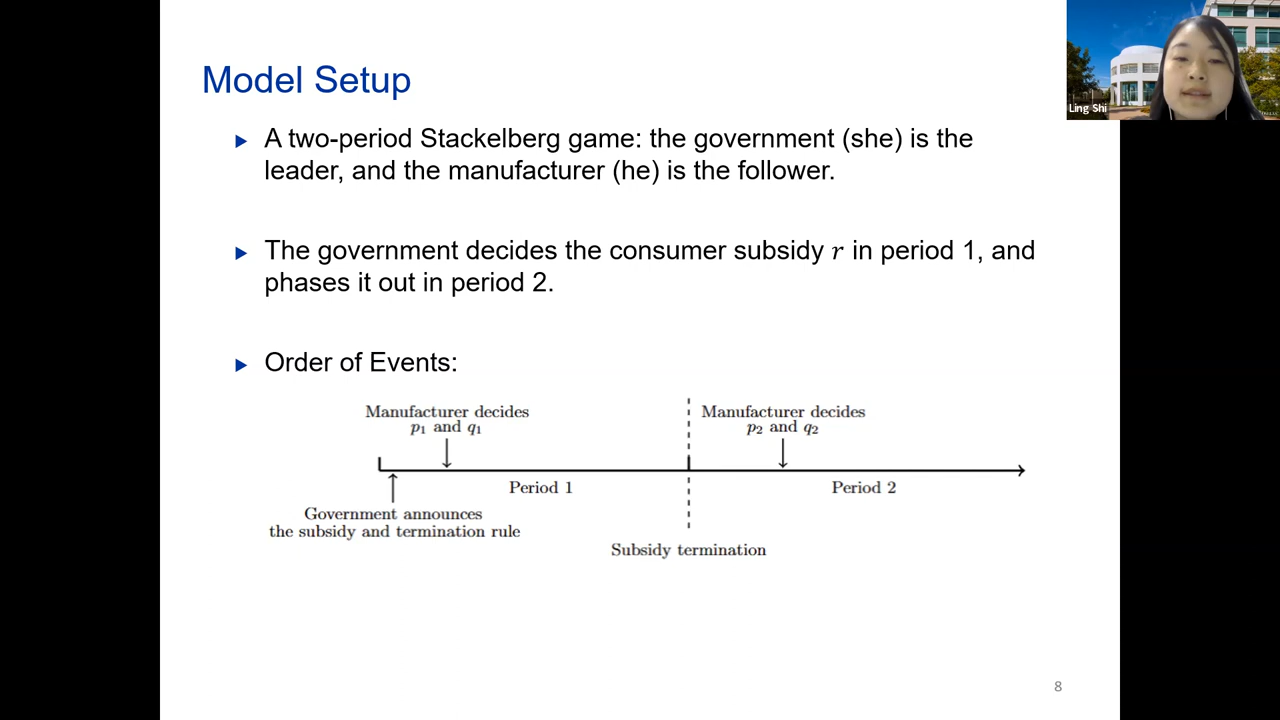 Model Setup
Ling Shi
▶ A two-period Stackelberg game: the government (she) is the
leader, and the manufacturer (he) is the follower.
▶ The government decides the consumer subsidy r in period 1, and
phases it out in period 2.
▶ Order of Events:
Manufacturer decides
p₁ and q₁
Manufacturer decides
p₂ and q₂
Period 1
Period 2
Government announces
the subsidy and termination rule
Subsidy termination
8